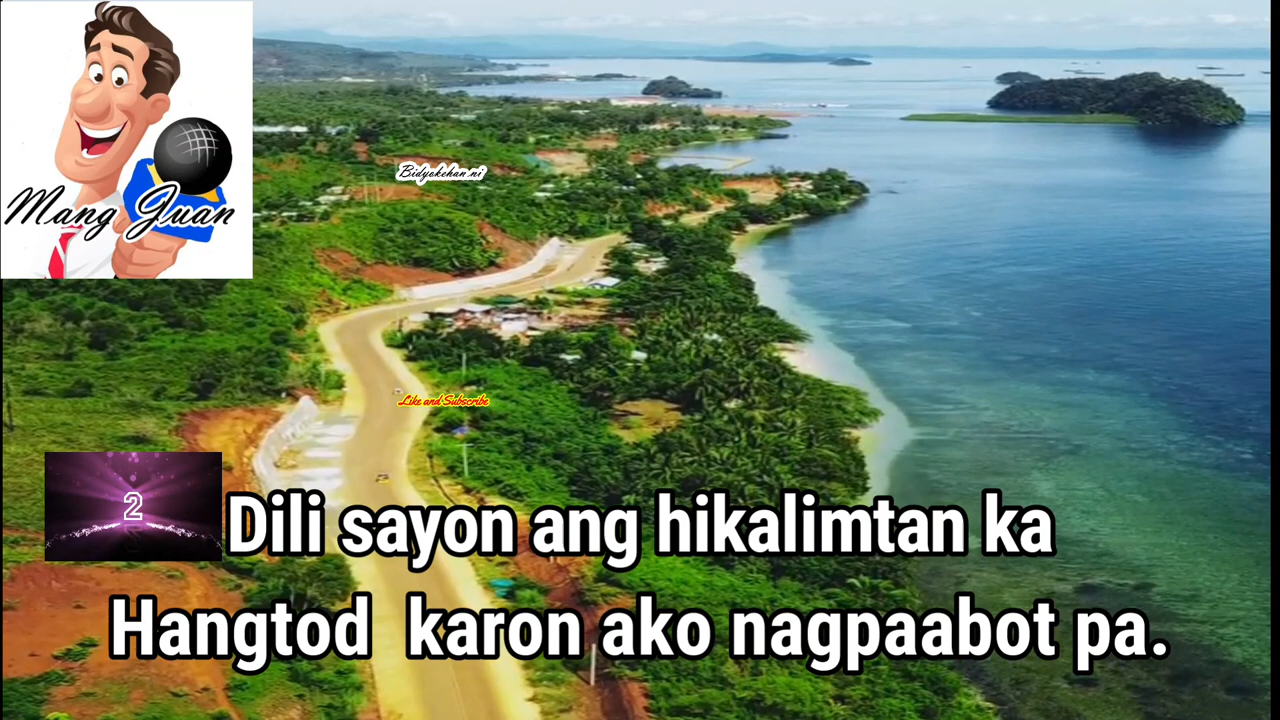 Mang Juan
Bidyokehan.ni
Like and Subscribe
2
Dili sayon ang hikalimtan ka
Hangtod karon ako nagpaabot pa.